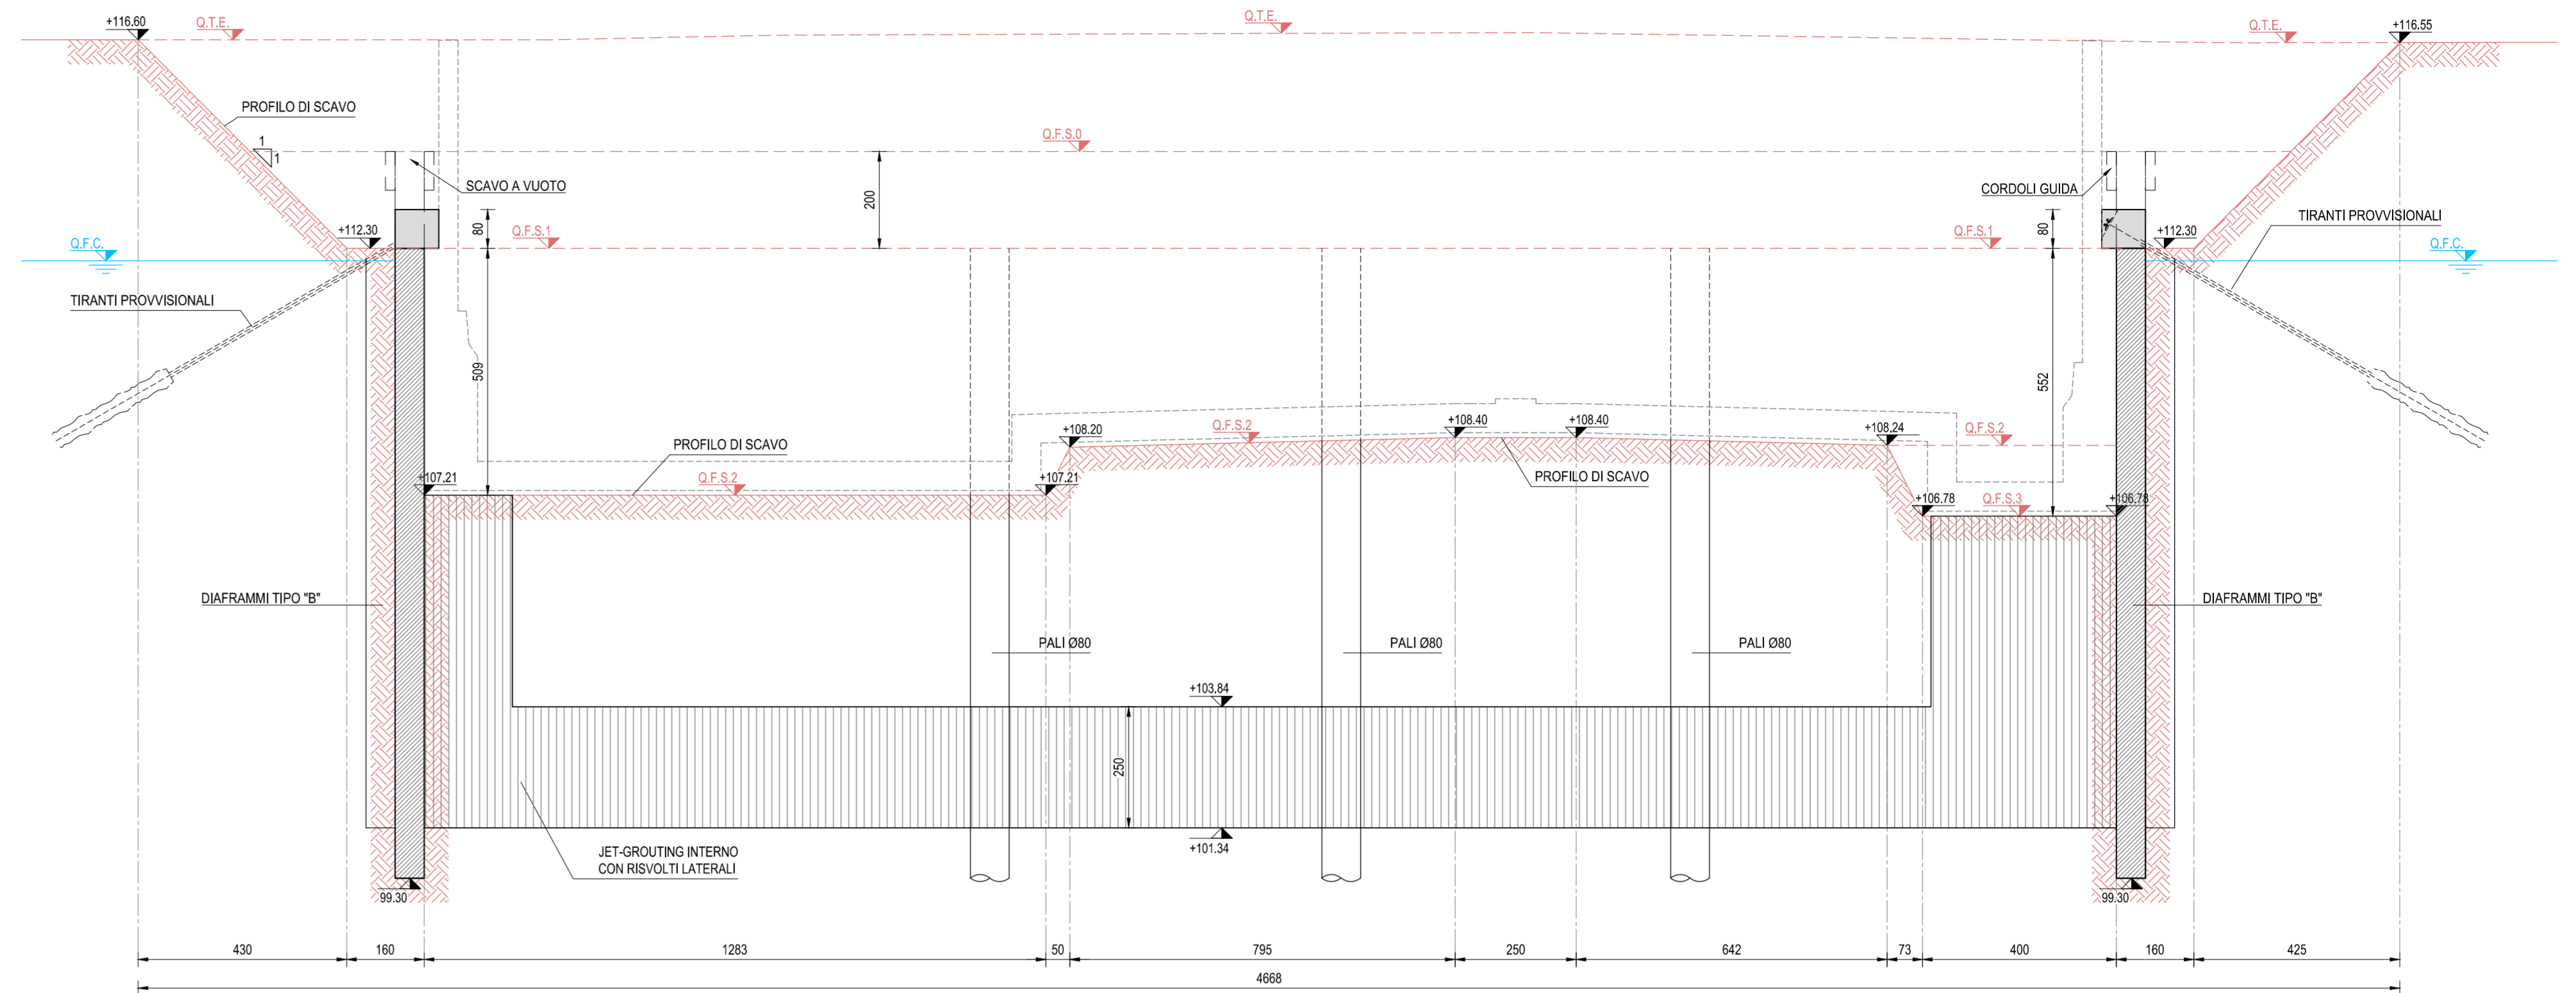 +116.60
Q.T.E.
Q.T.E.
Q.T.E.
+116.55
PROFILO DI SCAVO
1
1
Q.F.S.0
SCAVO A VUOTO
200
CORDOLI GUIDA
TIRANTI PROVVISIONALI
80
80
+112.30
Q.F.S.1
Q.F.S.1
+112.30
Q.F.C.
Q.F.C.
TIRANTI PROVVISIONALI
509
552
+108.20
Q.F.S.2
+108.40
+108.40
+108.24
Q.F.S.2
PROFILO DI SCAVO
PROFILO DI SCAVO
+107.21
Q.F.S.2
+107.21
+106.78
Q.F.S.3
+106.78
DIAFRAMMI TIPO "B"
DIAFRAMMI TIPO "B"
PALI Ø80
PALI Ø80
PALI Ø80
+103.84
250
+101.34
JET-GROUTING INTERNO
CON RISVOLTI LATERALI
99.30
99.30
430
160
1283
50
795
250
642
73
400
160
425
4668